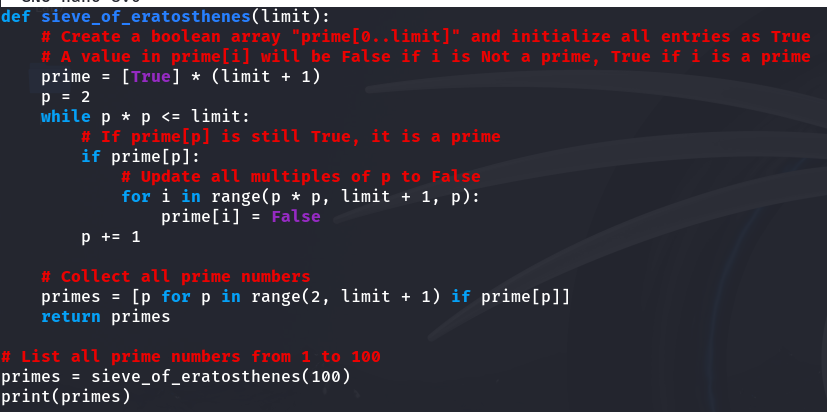 def sieve_of_eratosthenes(limit):
    # Create a boolean array "prime[0..limit]" and initialize all entries as True
    # A value in prime[i] will be False if i is Not a prime, True if i is a prime
    prime = [True] * (limit + 1)
    p = 2
    while p * p <= limit:
        # If prime[p] is still True, it is a prime
        if prime[p]:
            # Update all multiples of p to False
            for i in range(p * p, limit + 1, p):
                prime[i] = False
        p += 1

    # Collect all prime numbers
    primes = [p for p in range(2, limit + 1) if prime[p]]
    return primes

# List all prime numbers from 1 to 100
primes = sieve_of_eratosthenes(100)
print(primes)